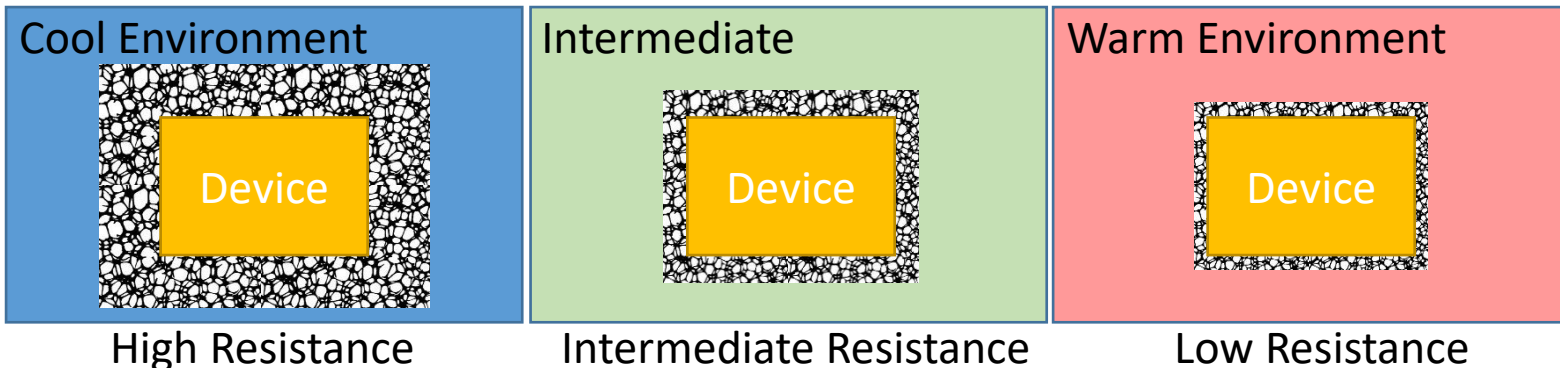 Cool Environment
Device
High Resistance
Intermediate
Device
Intermediate Resistance
Warm Environment
Device
Low Resistance